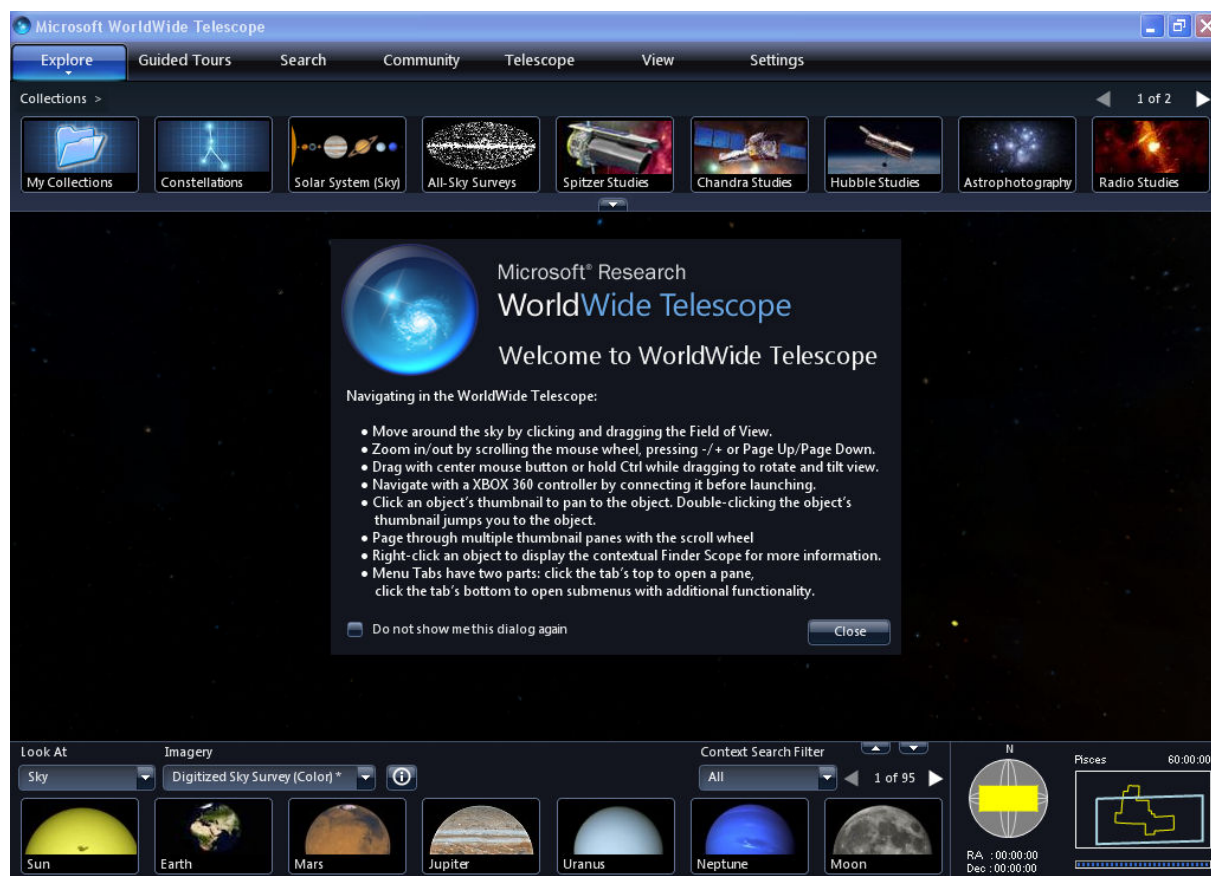 Microsoft WorldWide Telescope
Explore Guided Tours Search Community Telescope View Settings
Collections > 1 of 2
My Collections Constellations Solar System (Sky) All-Sky Surveys Spitzer Studies Chandra Studies Hubble Studies Astrophotography Radio Studies
Microsoft® Research
WorldWide Telescope
Welcome to WorldWide Telescope
Navigating in the WorldWide Telescope:
• Move around the sky by clicking and dragging the Field of View.
• Zoom in/out by scrolling the mouse wheel, pressing -/+ or Page Up/Page Down.
• Drag with center mouse button or hold Ctrl while dragging to rotate and tilt view.
• Navigate with a XBOX 360 controller by connecting it before launching.
• Click an object's thumbnail to pan to the object. Double-clicking the object's
thumbnail jumps you to the object.
• Page through multiple thumbnail panes with the scroll wheel
• Right-click an object to display the contextual Finder Scope for more information.
• Menu Tabs have two parts: click the tab's top to open a pane,
click the tab's bottom to open submenus with additional functionality.
Do not show me this dialog again Close
Look At Imagery Context Search Filter
Sky Digitized Sky Survey (Color) * All 1 of 95
N
Pisces 60:00:00
Sun Earth Mars Jupiter Uranus Neptune Moon
RA : 00:00:00
Dec : 00:00:00